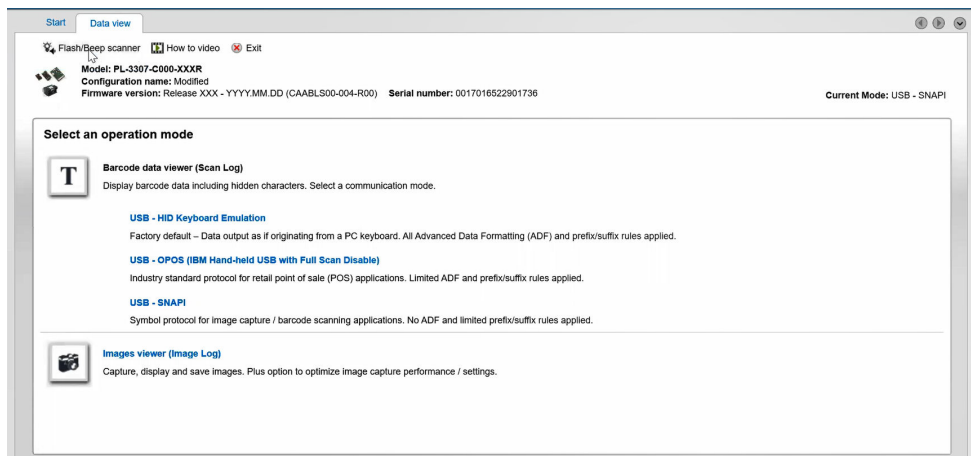 Start Data view
Flash/Beep scanner How to video Exit
Model: PL-3307-C000-XXXR
Configuration name: Modified
Firmware version: Release XXX - YYYY.MM.DD (CAABLS00-004-R00) Serial number: 0017016522901736 Current Mode: USB - SNAPI
Select an operation mode
T
Barcode data viewer (Scan Log)
Display barcode data including hidden characters. Select a communication mode.
USB - HID Keyboard Emulation
Factory default – Data output as if originating from a PC keyboard. All Advanced Data Formatting (ADF) and prefix/suffix rules applied.
USB - OPOS (IBM Hand-held USB with Full Scan Disable)
Industry standard protocol for retail point of sale (POS) applications. Limited ADF and prefix/suffix rules applied.
USB - SNAPI
Symbol protocol for image capture / barcode scanning applications. No ADF and limited prefix/suffix rules applied.
Images viewer (Image Log)
Capture, display and save images. Plus option to optimize image capture performance / settings.